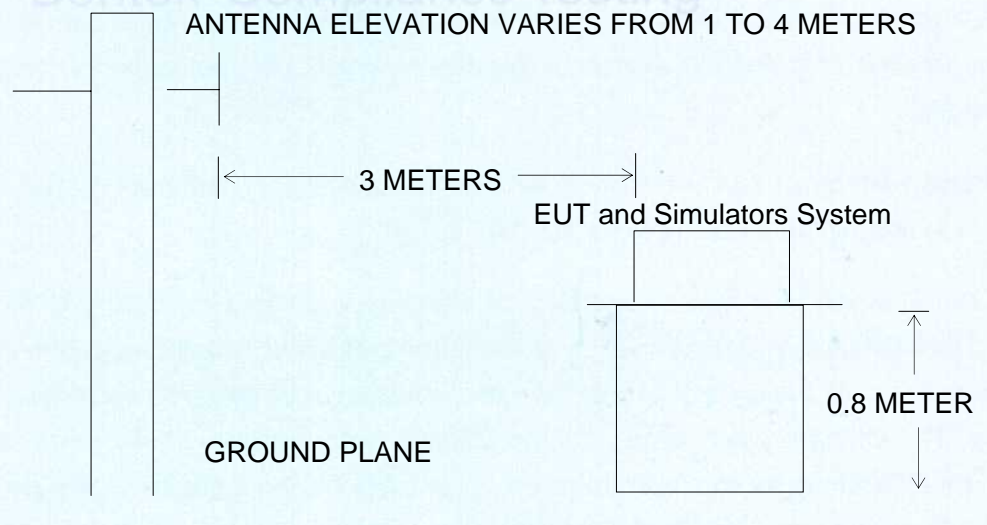 ANTENNA ELEVATION VARIES FROM 1 TO 4 METERS
3 METERS
EUT and Simulators System
0.8 METER
GROUND PLANE